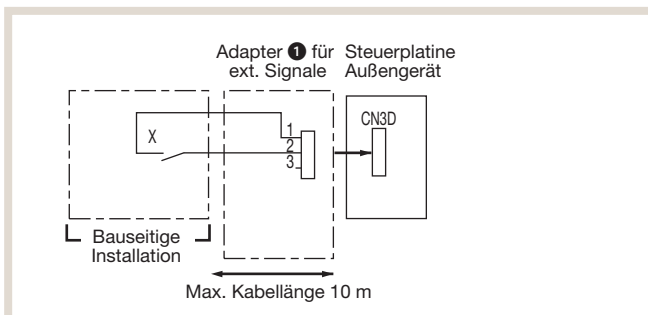 Adapter ❶ für
ext. Signale
Steuerplatine
Außengerät
CN3D
X
1
2
3
Bauseitige
Installation
Max. Kabellänge 10 m